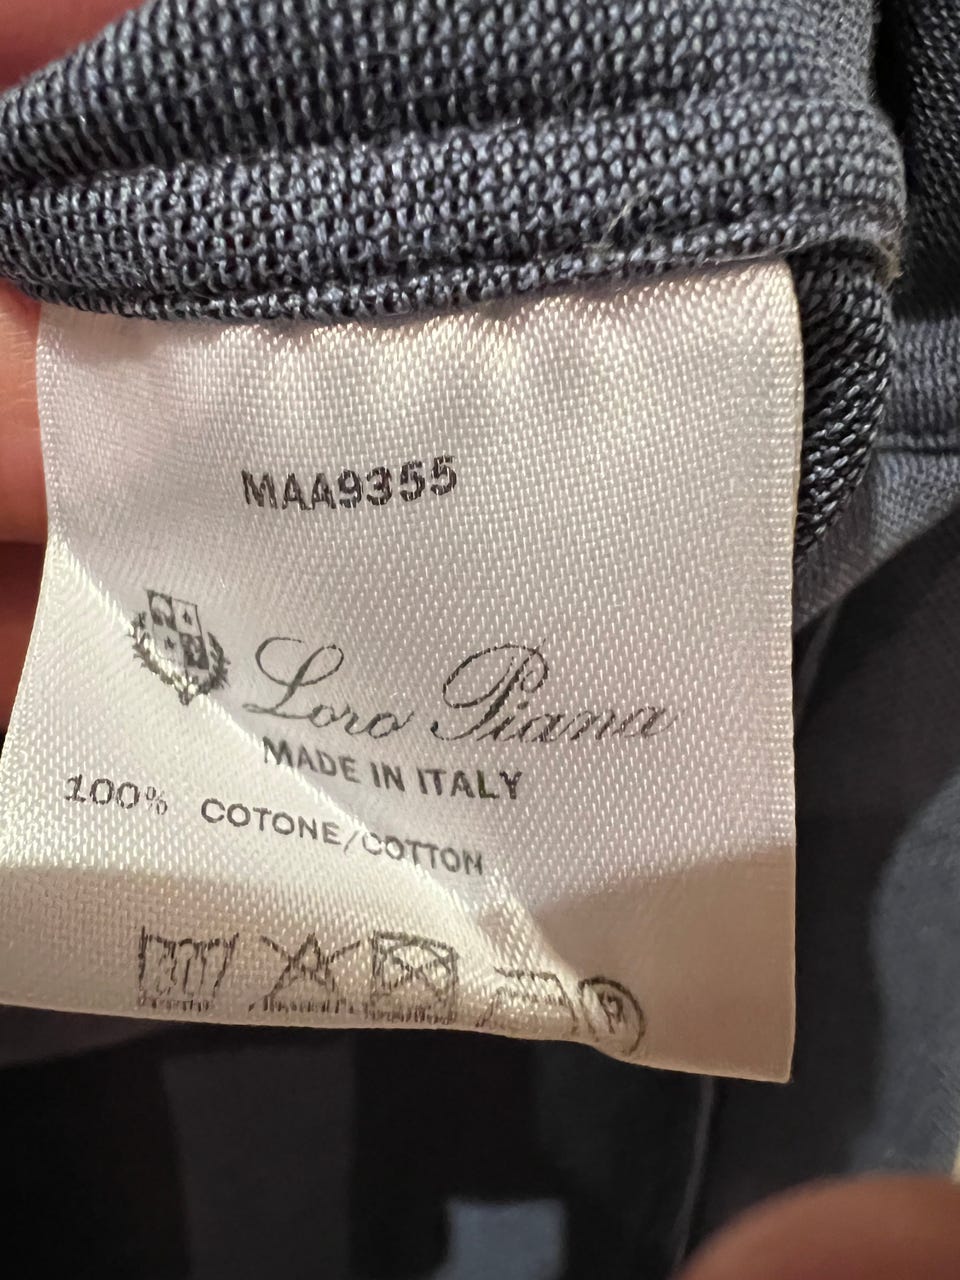 MAA9355
Loro Piana
MADE IN ITALY
100% COTONE/COTTON
P